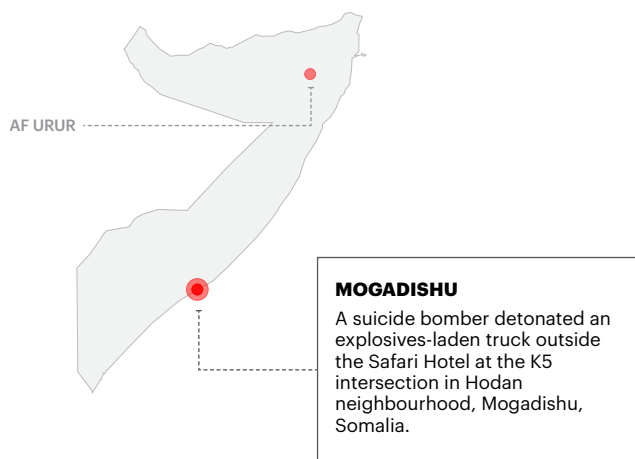 AF URUR
MOGADISHU
A suicide bomber detonated an
explosives-laden truck outside
the Safari Hotel at the K5
intersection in Hodan
neighbourhood, Mogadishu,
Somalia.